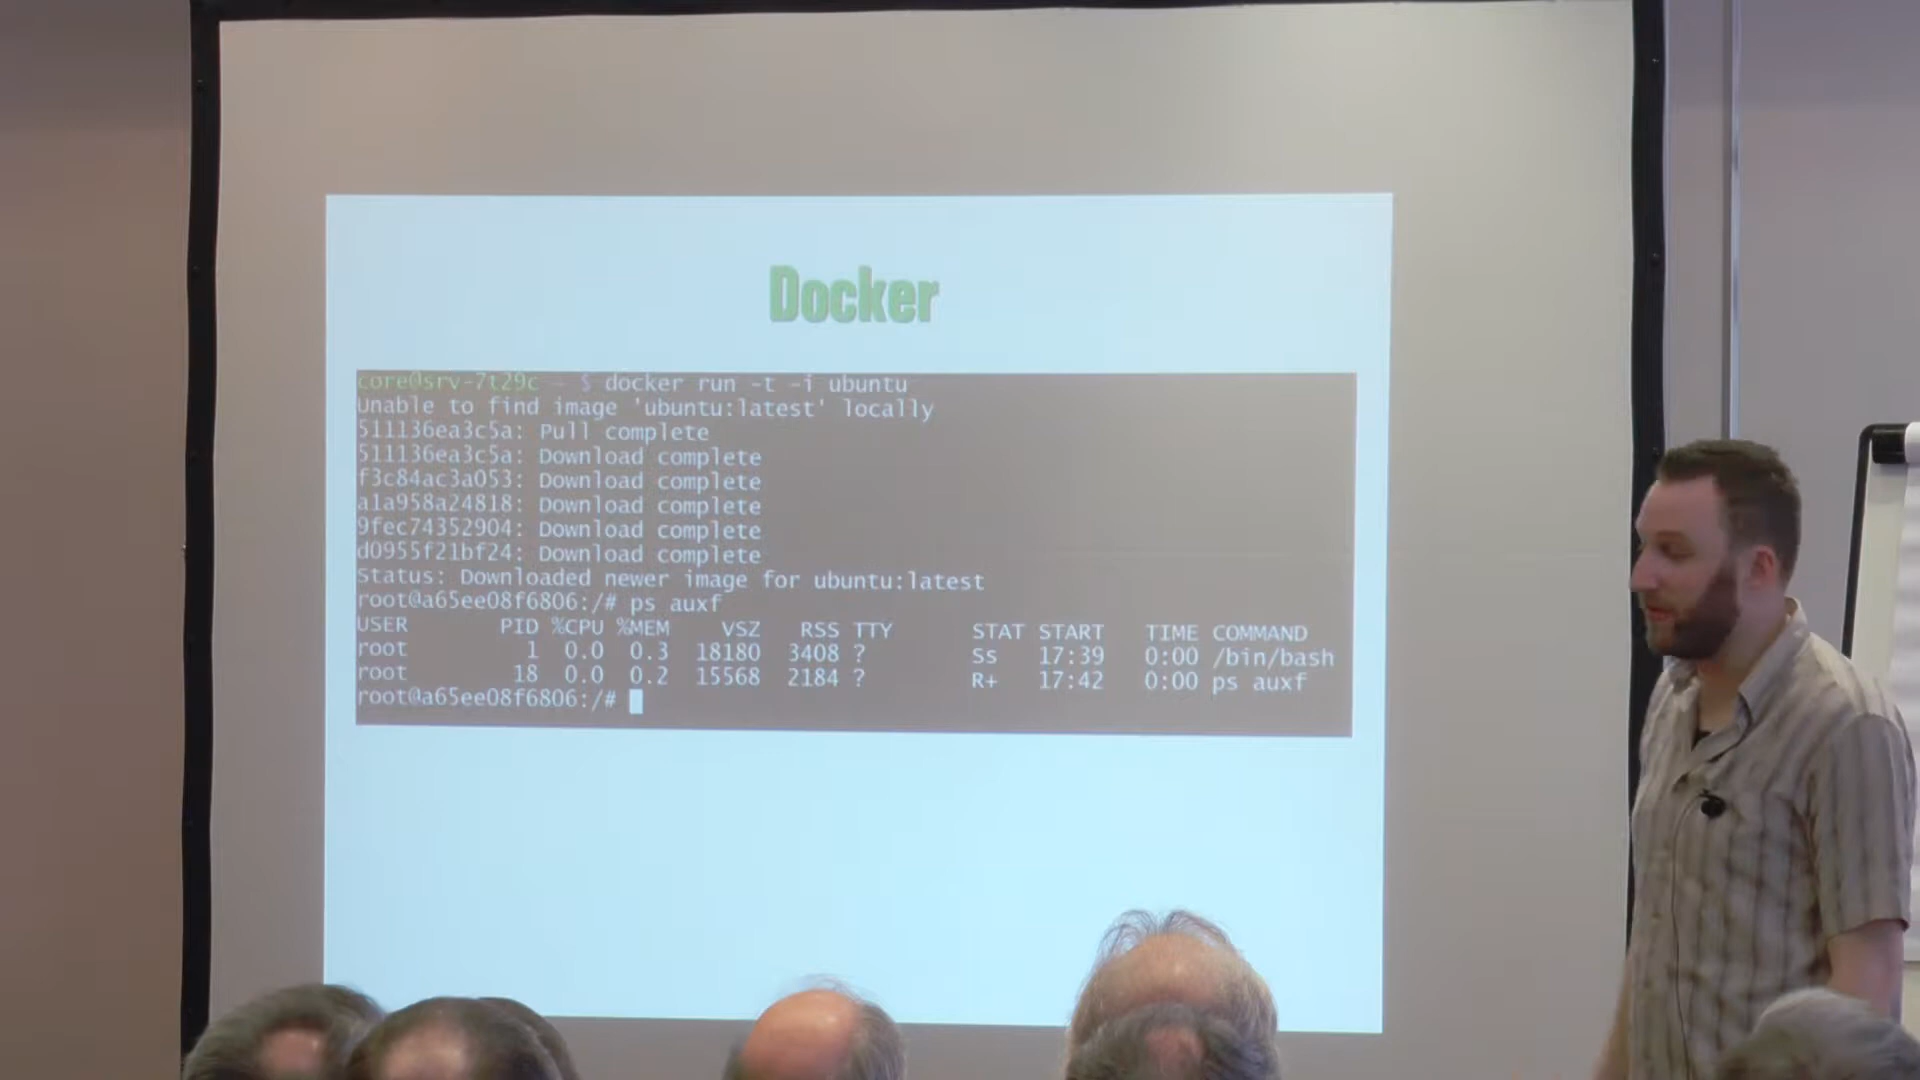 Docker
core@srv-7t29c ~ $ docker run -t -i ubuntu
Unable to find image 'ubuntu:latest' locally
511136ea3c5a: Pull complete
511136ea3c5a: Download complete
f3c84ac3a053: Download complete
a1a958a24818: Download complete
9fec74352904: Download complete
d0955f21bf24: Download complete
Status: Downloaded newer image for ubuntu:latest
root@a65ee08f6806:/# ps auxf
USER PID %CPU %MEM VSZ RSS TTY STAT START TIME COMMAND
root 1 0.0 0.3 18180 3408 ? Ss 17:39 0:00 /bin/bash
root 18 0.0 0.2 15568 2184 ? R+ 17:42 0:00 ps auxf
root@a65ee08f6806:/#